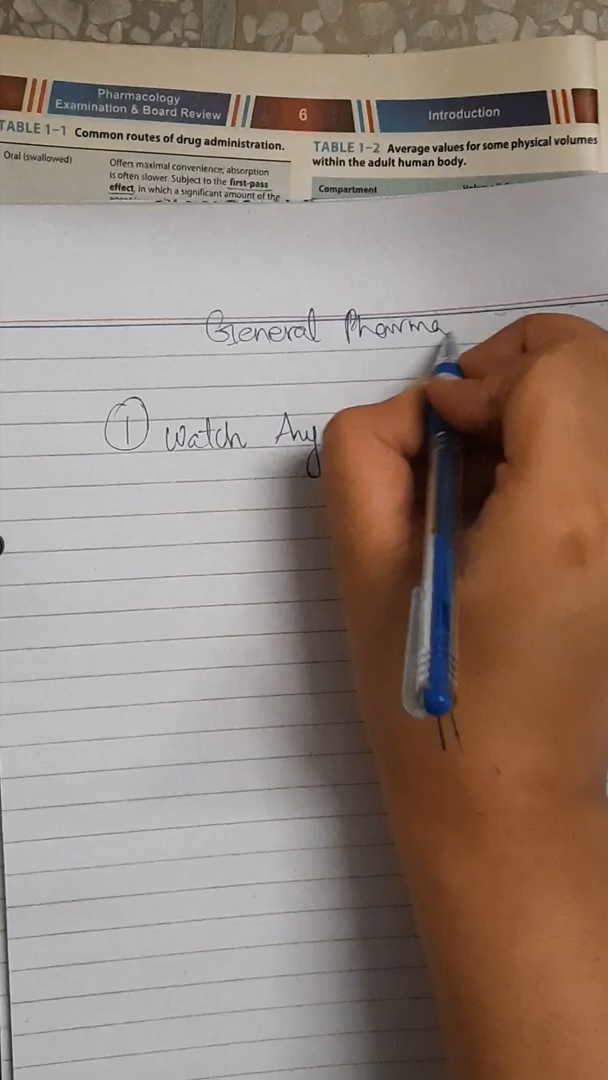 Pharmacology
Examination & Board Review
6
Introduction
TABLE 1–1 Common routes of drug administration.
Oral (swallowed)
Offers maximal convenience; absorption
is often slower. Subject to the first-pass
effect, in which a significant amount of the
TABLE 1–2 Average values for some physical volumes
within the adult human body.
Compartment
General Pharma
1 Watch Any